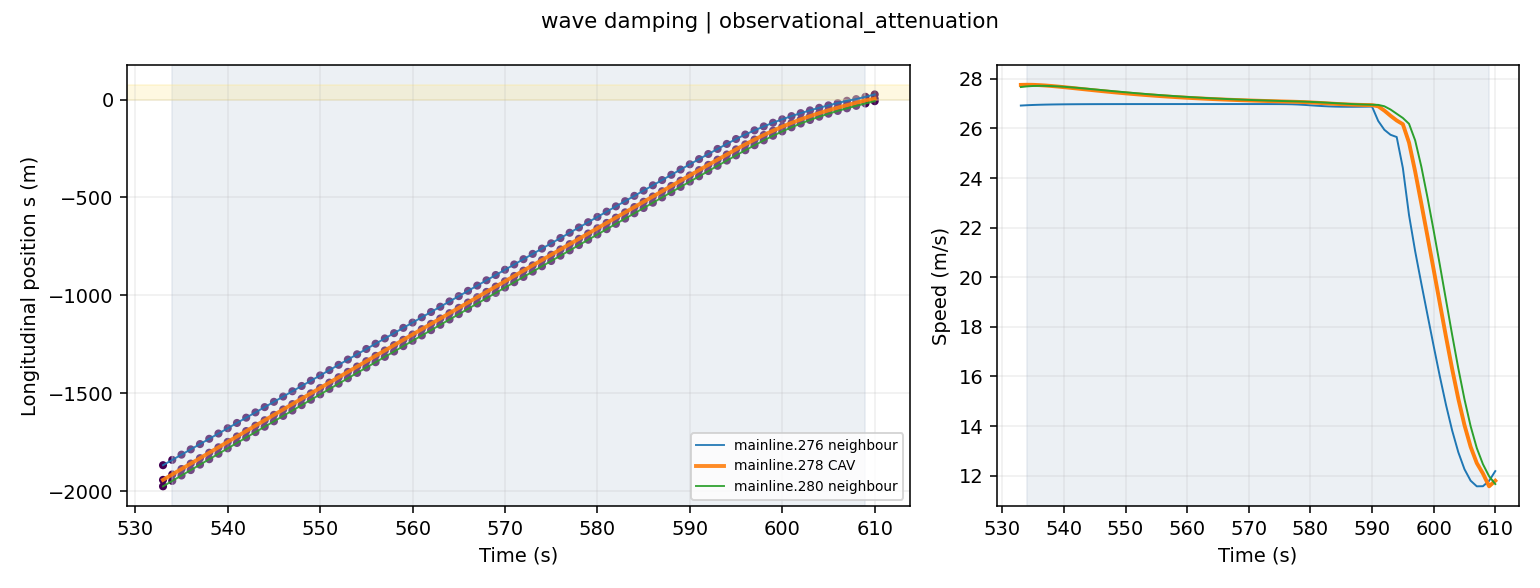 wave damping | observational_attenuation
Longitudinal position s (m)
0
−500
−1000
−1500
−2000
530 540 550 560 570 580 590 600 610
Time (s)
mainline.276 neighbour
mainline.278 CAV
mainline.280 neighbour
Speed (m/s)
28
26
24
22
20
18
16
14
12
530 540 550 560 570 580 590 600 610
Time (s)